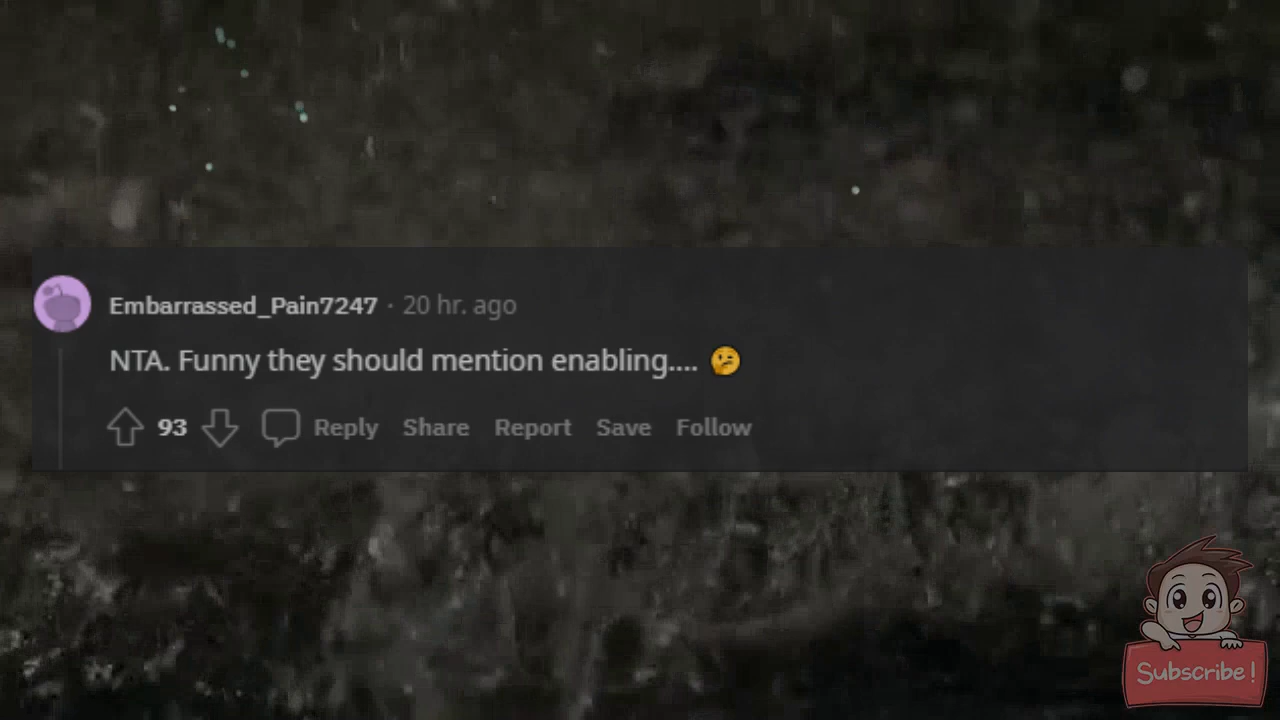 Embarrassed_Pain7247 · 20 hr. ago
NTA. Funny they should mention enabling.... 🤔
93 Reply Share Report Save Follow
Subscribe!